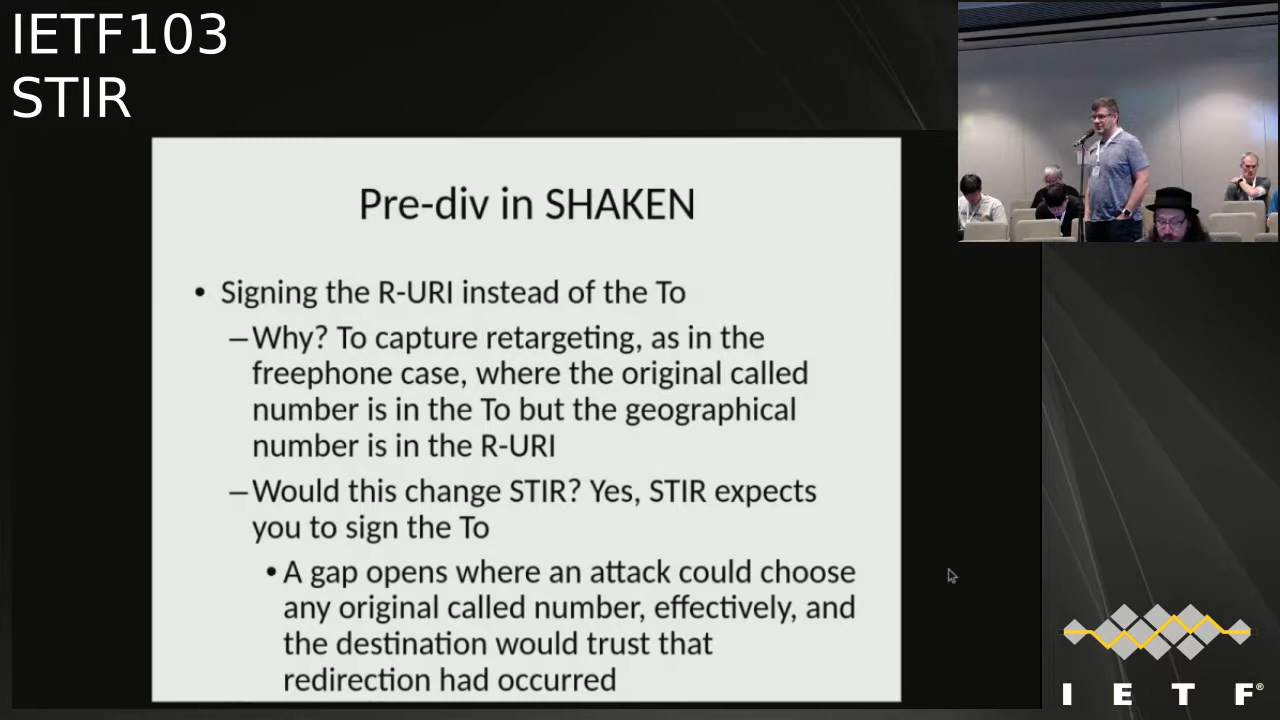 IETF103
STIR
Pre-div in SHAKEN
• Signing the R-URI instead of the To
–Why? To capture retargeting, as in the
freephone case, where the original called
number is in the To but the geographical
number is in the R-URI
–Would this change STIR? Yes, STIR expects
you to sign the To
• A gap opens where an attack could choose
any original called number, effectively, and
the destination would trust that
redirection had occurred
I E T F®